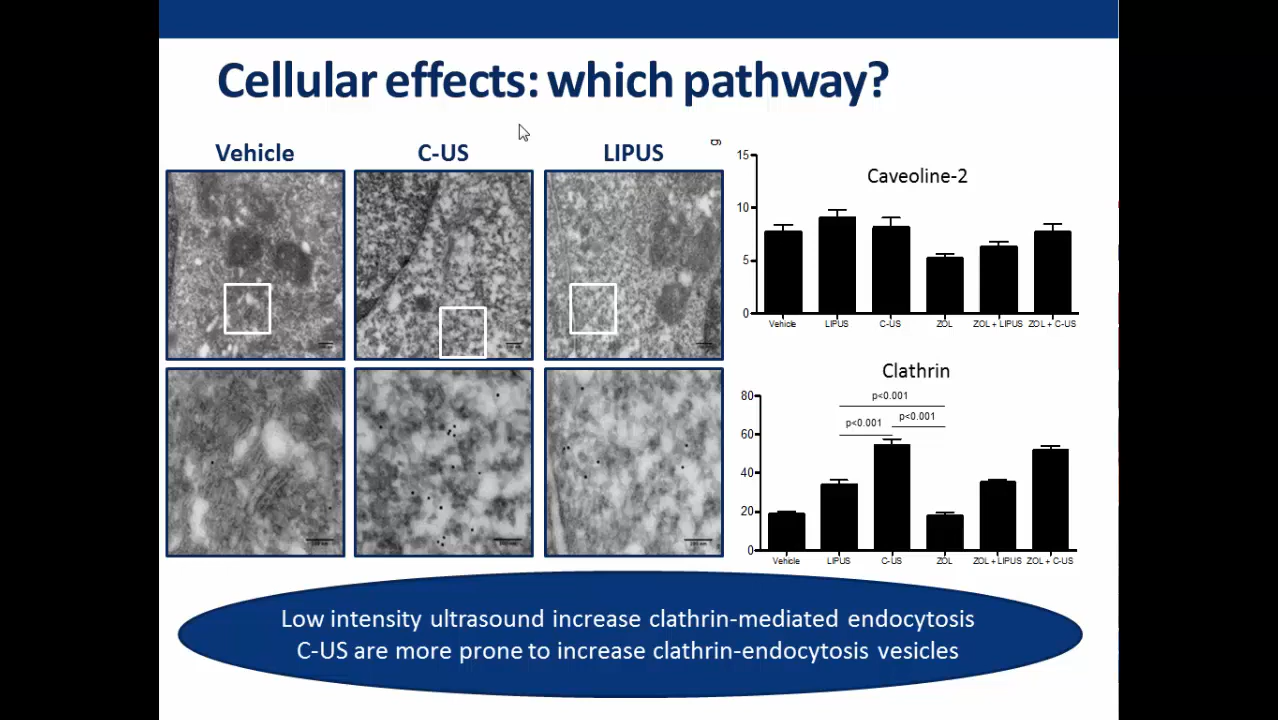 Cellular effects: which pathway?
Vehicle
C-US
LIPUS
g
15
10
5
0
Caveoline-2
Vehicle
LIPUS
C-US
ZOL
ZOL + LIPUS
ZOL + C-US
Clathrin
80
60
40
20
0
p<0.001
p<0.001
p<0.001
Vehicle
LIPUS
C-US
ZOL
ZOL + LIPUS
ZOL + C-US
Low intensity ultrasound increase clathrin-mediated endocytosis
C-US are more prone to increase clathrin-endocytosis vesicles